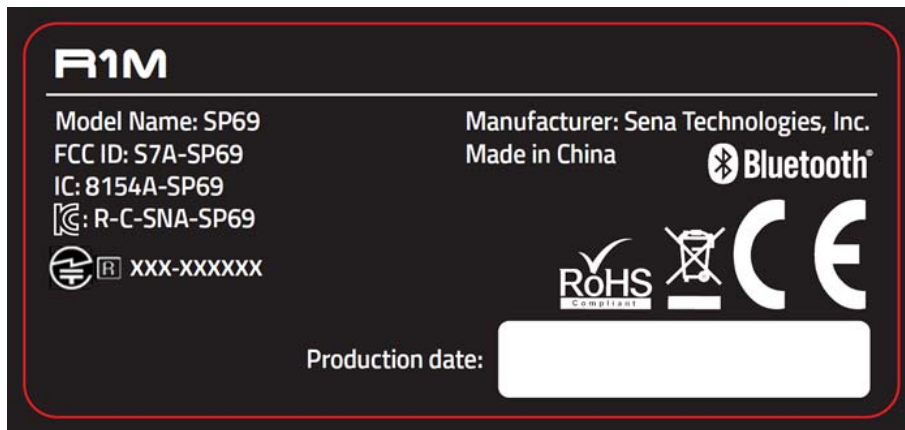 R1M
Model Name: SP69
FCC ID: S7A-SP69
IC: 8154A-SP69
: R-C-SNA-SP69
R XXX-XXXXXX
Manufacturer: Sena Technologies, Inc.
Made in China
Bluetooth®
RoHS
Compliant
CE
Production date: